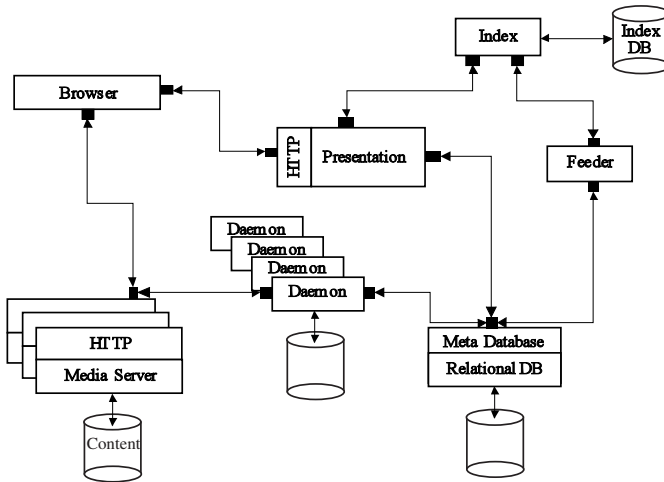 Index
Index
DB
Browser
HTTP
Presentation
Feeder
Daemon
Daemon
Daemon
Daemon
HTTP
Media Server
Meta Database
Relational DB
Content